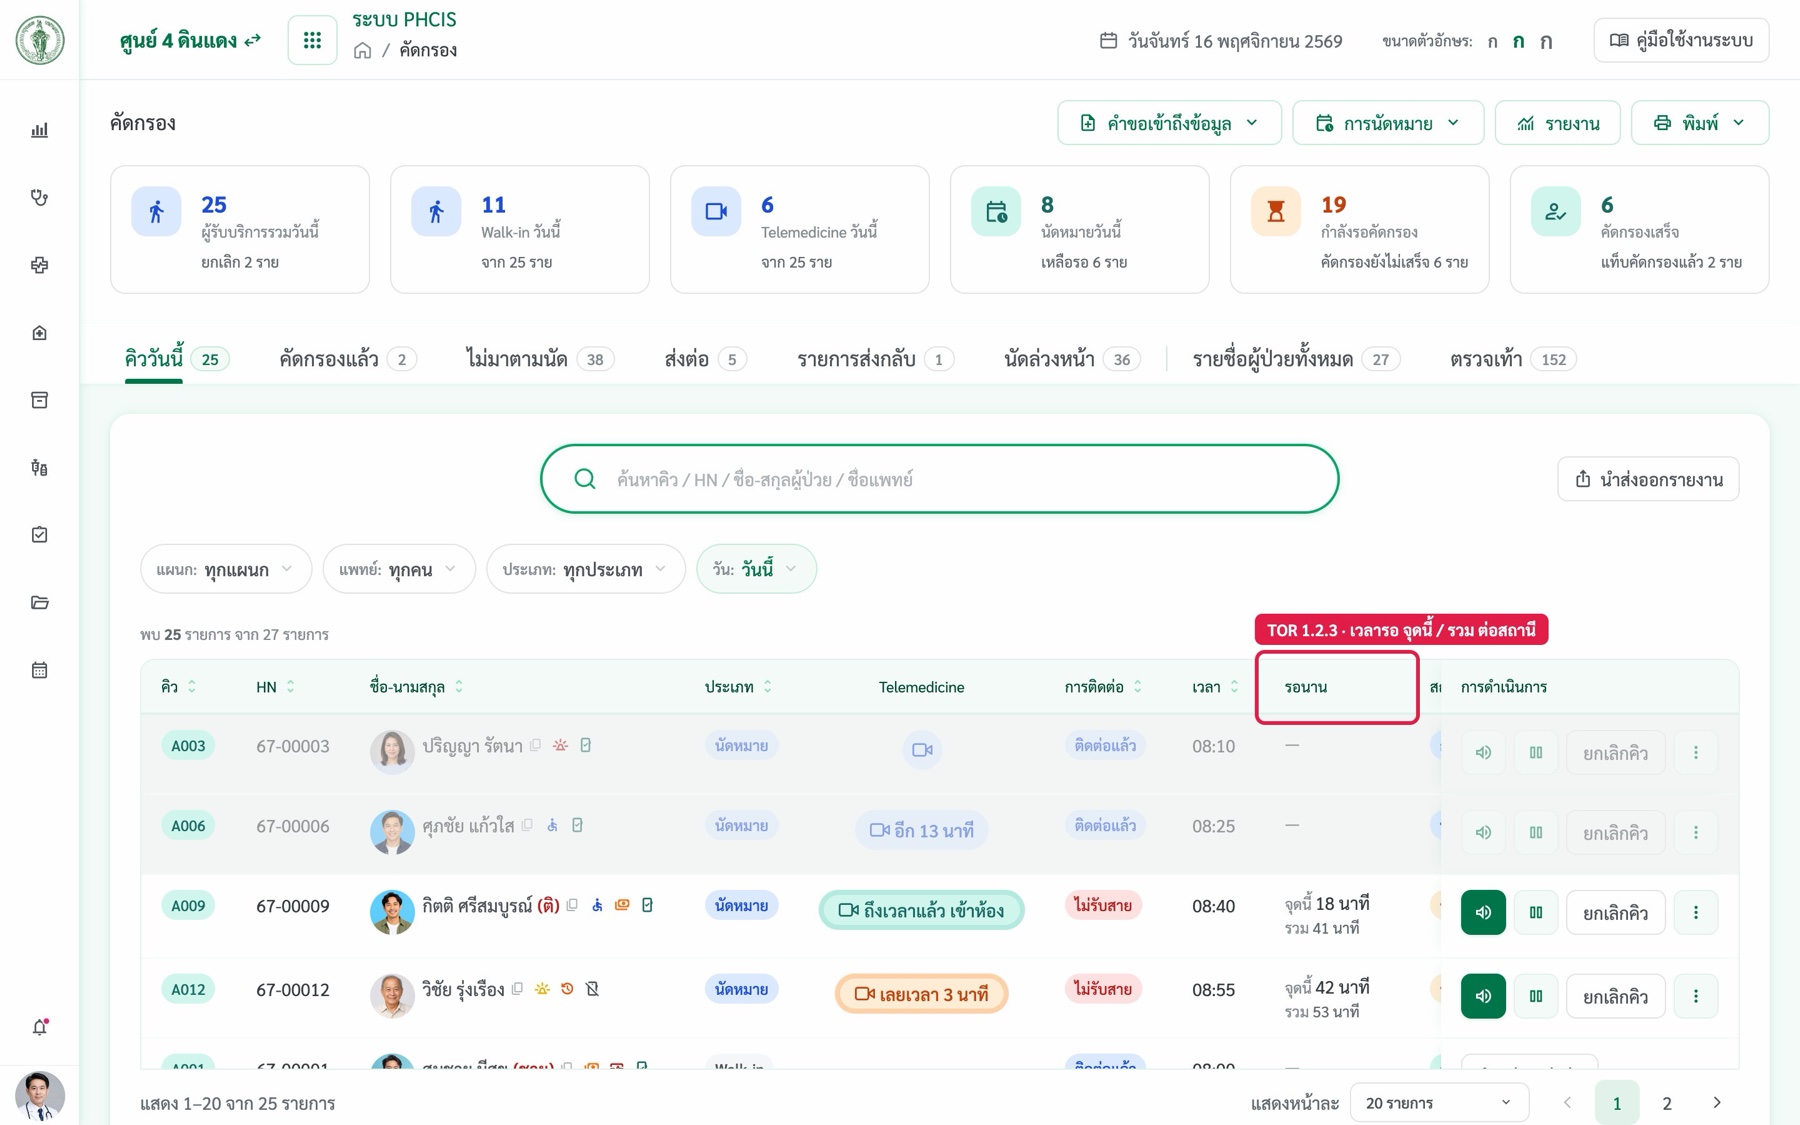 ศูนย์ 4 ดินแดง
ระบบ PHCIS
/ คัดกรอง
วันจันทร์ 16 พฤศจิกายน 2569
ขนาดตัวอักษร: ก ก ก
คู่มือใช้งานระบบ
คัดกรอง
คำขอเข้าถึงข้อมูล
การนัดหมาย
รายงาน
พิมพ์
25
ผู้รับบริการรวมวันนี้
ยกเลิก 2 ราย
11
Walk-in วันนี้
จาก 25 ราย
6
Telemedicine วันนี้
จาก 25 ราย
8
นัดหมายวันนี้
เหลือรอ 6 ราย
19
กำลังรอคัดกรอง
คัดกรองยังไม่เสร็จ 6 ราย
6
คัดกรองเสร็จ
แท็บคัดกรองแล้ว 2 ราย
คิววันนี้ 25
คัดกรองแล้ว 2
ไม่มาตามนัด 38
ส่งต่อ 5
รายการส่งกลับ 1
นัดล่วงหน้า 36
รายชื่อผู้ป่วยทั้งหมด 27
ตรวจเท้า 152
ค้นหาคิว / HN / ชื่อ-สกุลผู้ป่วย / ชื่อแพทย์
นำส่งออกรายงาน
แผนก: ทุกแผนก
แพทย์: ทุกคน
ประเภท: ทุกประเภท
วัน: วันนี้
พบ 25 รายการ จาก 27 รายการ
TOR 1.2.3 · เวลารอ จุดนี้ / รวม ต่อสถานี
คิว HN ชื่อ-นามสกุล ประเภท Telemedicine การติดต่อ เวลา รอนาน การดำเนินการ
A003 67-00003 ปริญญา รัตนา นัดหมาย ติดต่อแล้ว 08:10 — ยกเลิกคิว
A006 67-00006 ศุภชัย แก้วใส นัดหมาย อีก 13 นาที ติดต่อแล้ว 08:25 — ยกเลิกคิว
A009 67-00009 กิตติ ศรีสมบูรณ์ (ติ) นัดหมาย ถึงเวลาแล้ว เข้าห้อง ไม่รับสาย 08:40 จุดนี้ 18 นาที ยกเลิกคิว
รวม 41 นาที
A012 67-00012 วิชัย รุ่งเรือง นัดหมาย เลยเวลา 3 นาที ไม่รับสาย 08:55 จุดนี้ 42 นาที ยกเลิกคิว
รวม 53 นาที
แสดง 1–20 จาก 25 รายการ
แสดงหน้าละ 20 รายการ 1 2